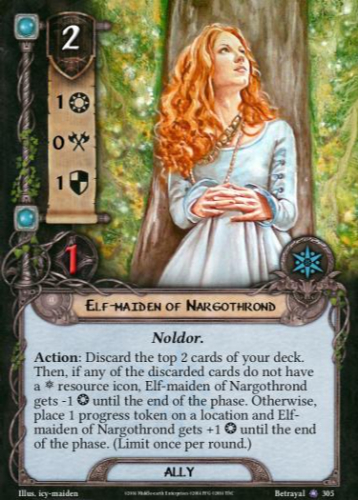 2
1
0
1
1
ELF-MAIDEN OF NARGOTHROND
Noldor.
Action: Discard the top 2 cards of your deck.
Then, if any of the discarded cards do not have
a resource icon, Elf-maiden of Nargothrond
gets -1 until the end of the phase. Otherwise,
place 1 progress token on a location and Elf-
maiden of Nargothrond gets +1 until the end
of the phase. (Limit once per round.)
ALLY
Illus. icy-maiden
Betrayal 305